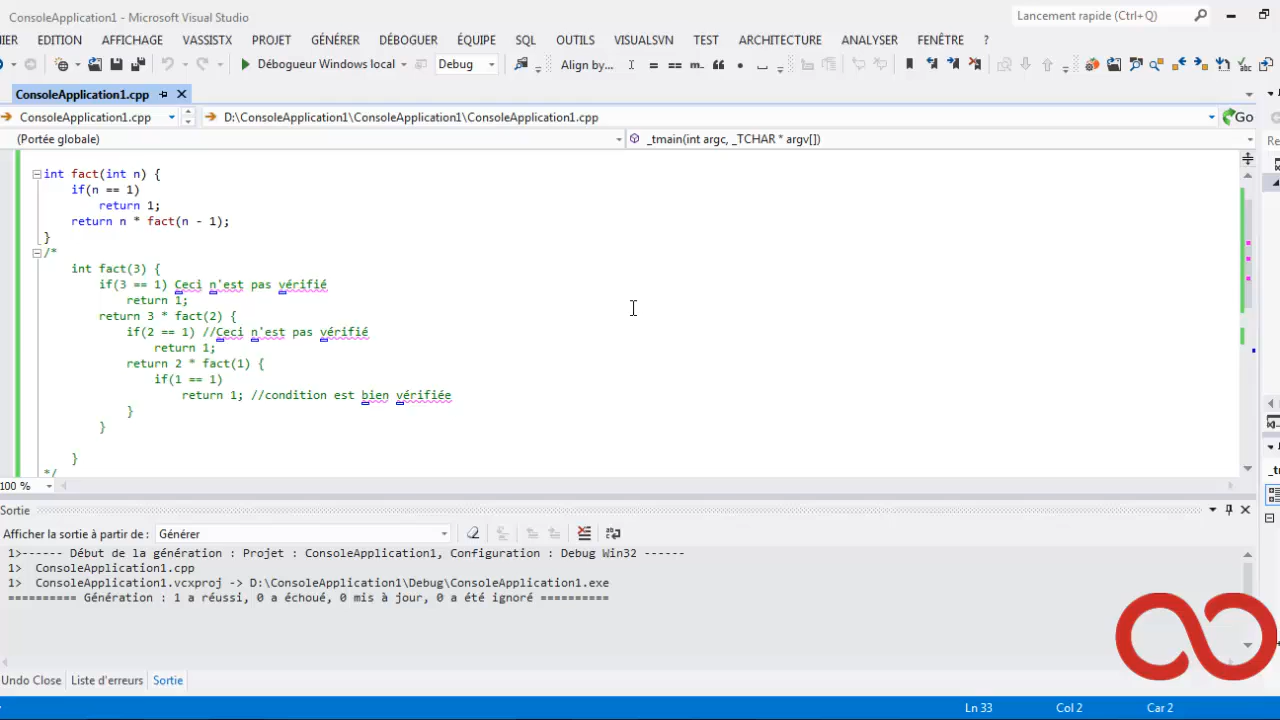 ConsoleApplication1 - Microsoft Visual Studio
Lancement rapide (Ctrl+Q)
IER EDITION AFFICHAGE VASSISTX PROJET GÉNÉRER DÉBOGUER ÉQUIPE SQL OUTILS VISUALSVN TEST ARCHITECTURE ANALYSER FENÊTRE ?
Débogueur Windows local Debug Align by...
ConsoleApplication1.cpp
ConsoleApplication1.cpp D:\ConsoleApplication1\ConsoleApplication1\ConsoleApplication1.cpp Go
(Portée globale) _tmain(int argc, _TCHAR * argv[])
int fact(int n) {
if(n == 1)
return 1;
return n * fact(n - 1);
}
/*
int fact(3) {
if(3 == 1) Ceci n'est pas vérifié
return 1;
return 3 * fact(2) {
if(2 == 1) //Ceci n'est pas vérifié
return 1;
return 2 * fact(1) {
if(1 == 1)
return 1; //condition est bien vérifiée
}
}
}
*/
100 %
Sortie
Afficher la sortie à partir de : Générer
1>------ Début de la génération : Projet : ConsoleApplication1, Configuration : Debug Win32 ------
1> ConsoleApplication1.cpp
1> ConsoleApplication1.vcxproj -> D:\ConsoleApplication1\Debug\ConsoleApplication1.exe
========== Génération : 1 a réussi, 0 a échoué, 0 mis à jour, 0 a été ignoré ==========
Undo Close Liste d'erreurs Sortie
Ln 33 Col 2 Car 2